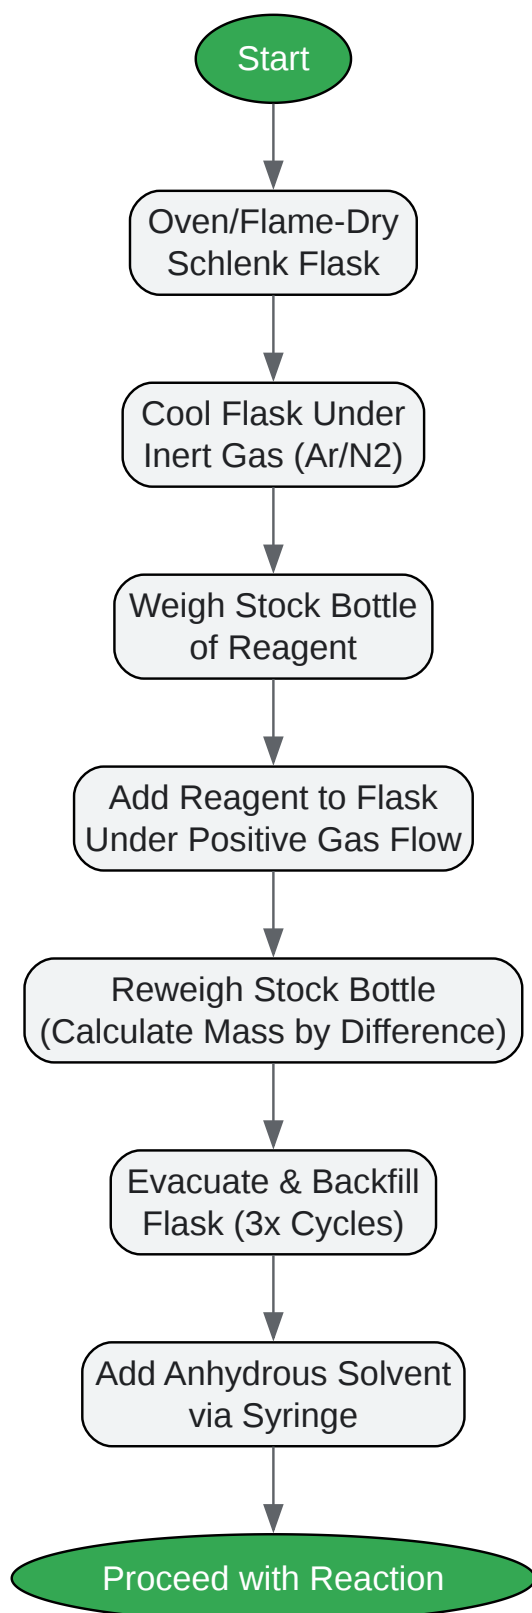 Start
Oven/Flame-Dry
Schlenk Flask
Cool Flask Under
Inert Gas (Ar/N2)
Weigh Stock Bottle
of Reagent
Add Reagent to Flask
Under Positive Gas Flow
Reweigh Stock Bottle
(Calculate Mass by Difference)
Evacuate & Backfill
Flask (3x Cycles)
Add Anhydrous Solvent
via Syringe
Proceed with Reaction